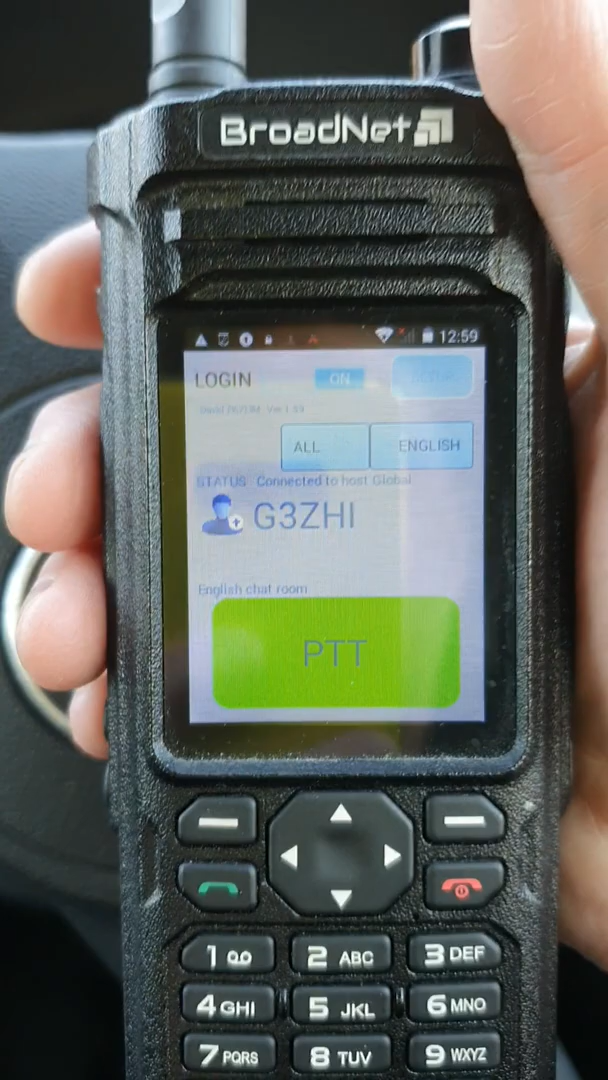 BroadNet
12:59
LOGIN ON
ALL ENGLISH
STATUS Connected to host Global
G3ZHI
English chat room
PTT
1
2 ABC 3 DEF
4 GHI 5 JKL 6 MNO
7 PQRS 8 TUV 9 WXYZ